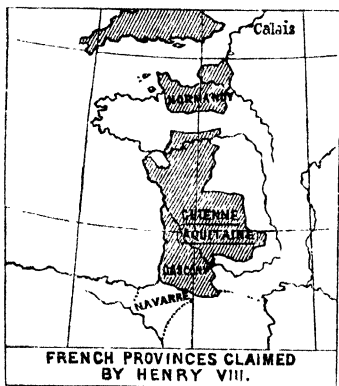 Calais
NORMANDY
GUIENNE
AQUITAINE
GASCONY
NAVARRE
FRENCH PROVINCES CLAIMED
BY HENRY VIII.